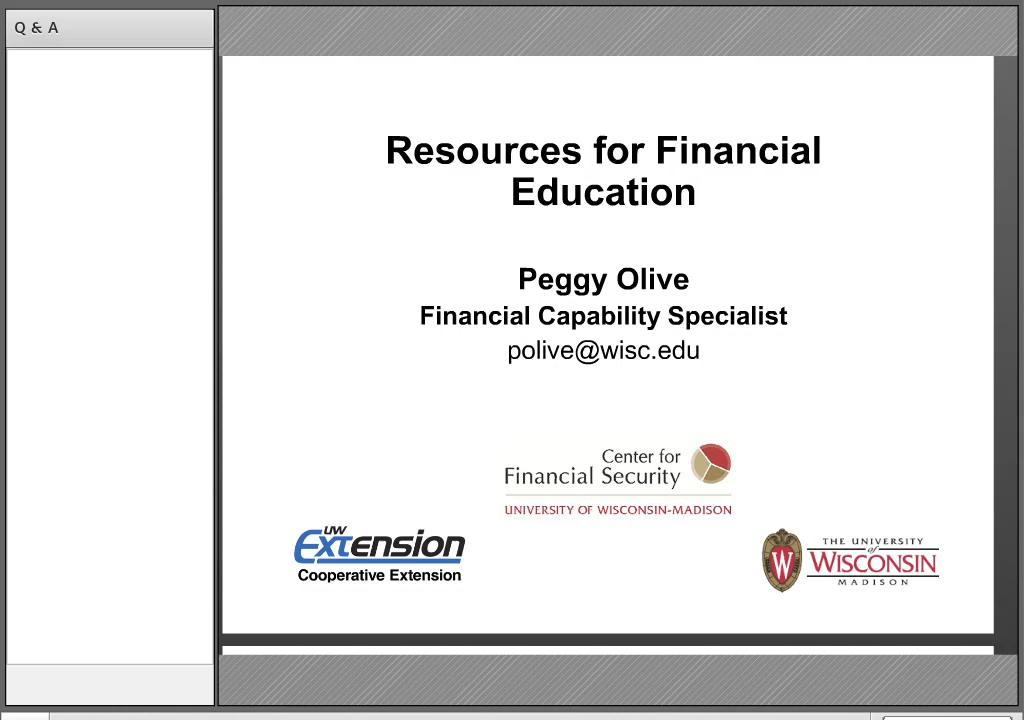 Q & A
Resources for Financial
Education
Peggy Olive
Financial Capability Specialist
polive@wisc.edu
Center for
Financial Security
UNIVERSITY OF WISCONSIN-MADISON
UW
Extension
Cooperative Extension
W
THE UNIVERSITY
of
WISCONSIN
MADISON